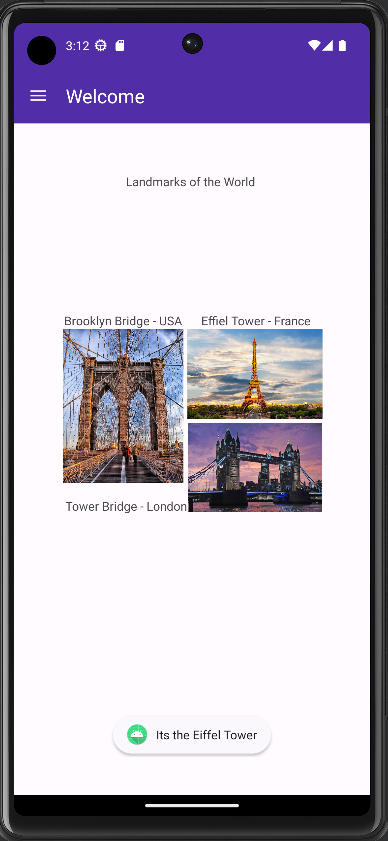 3:12
Welcome
Landmarks of the World
Brooklyn Bridge - USA
Effiel Tower - France
Tower Bridge - London
Its the Eiffel Tower